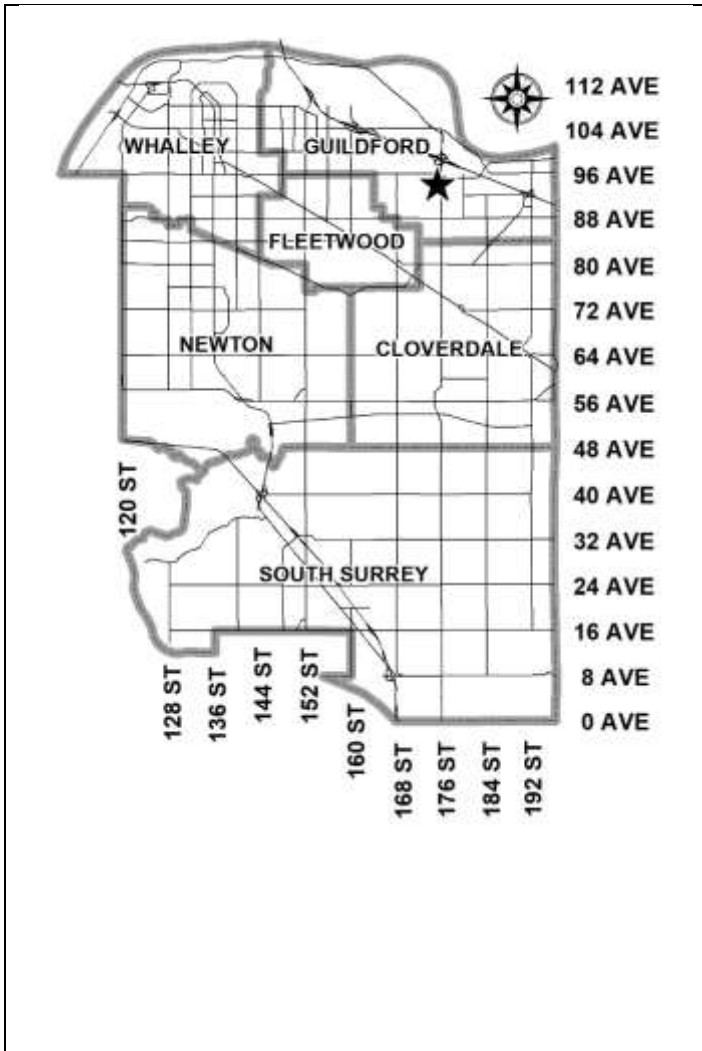 112 AVE
104 AVE
WHALLEY
GUILDFORD
96 AVE
88 AVE
FLEETWOOD
80 AVE
72 AVE
NEWTON
CLOVERDALE
64 AVE
56 AVE
48 AVE
120 ST
40 AVE
32 AVE
SOUTH SURREY
24 AVE
16 AVE
8 AVE
0 AVE
128 ST
136 ST
144 ST
152 ST
160 ST
168 ST
176 ST
184 ST
192 ST